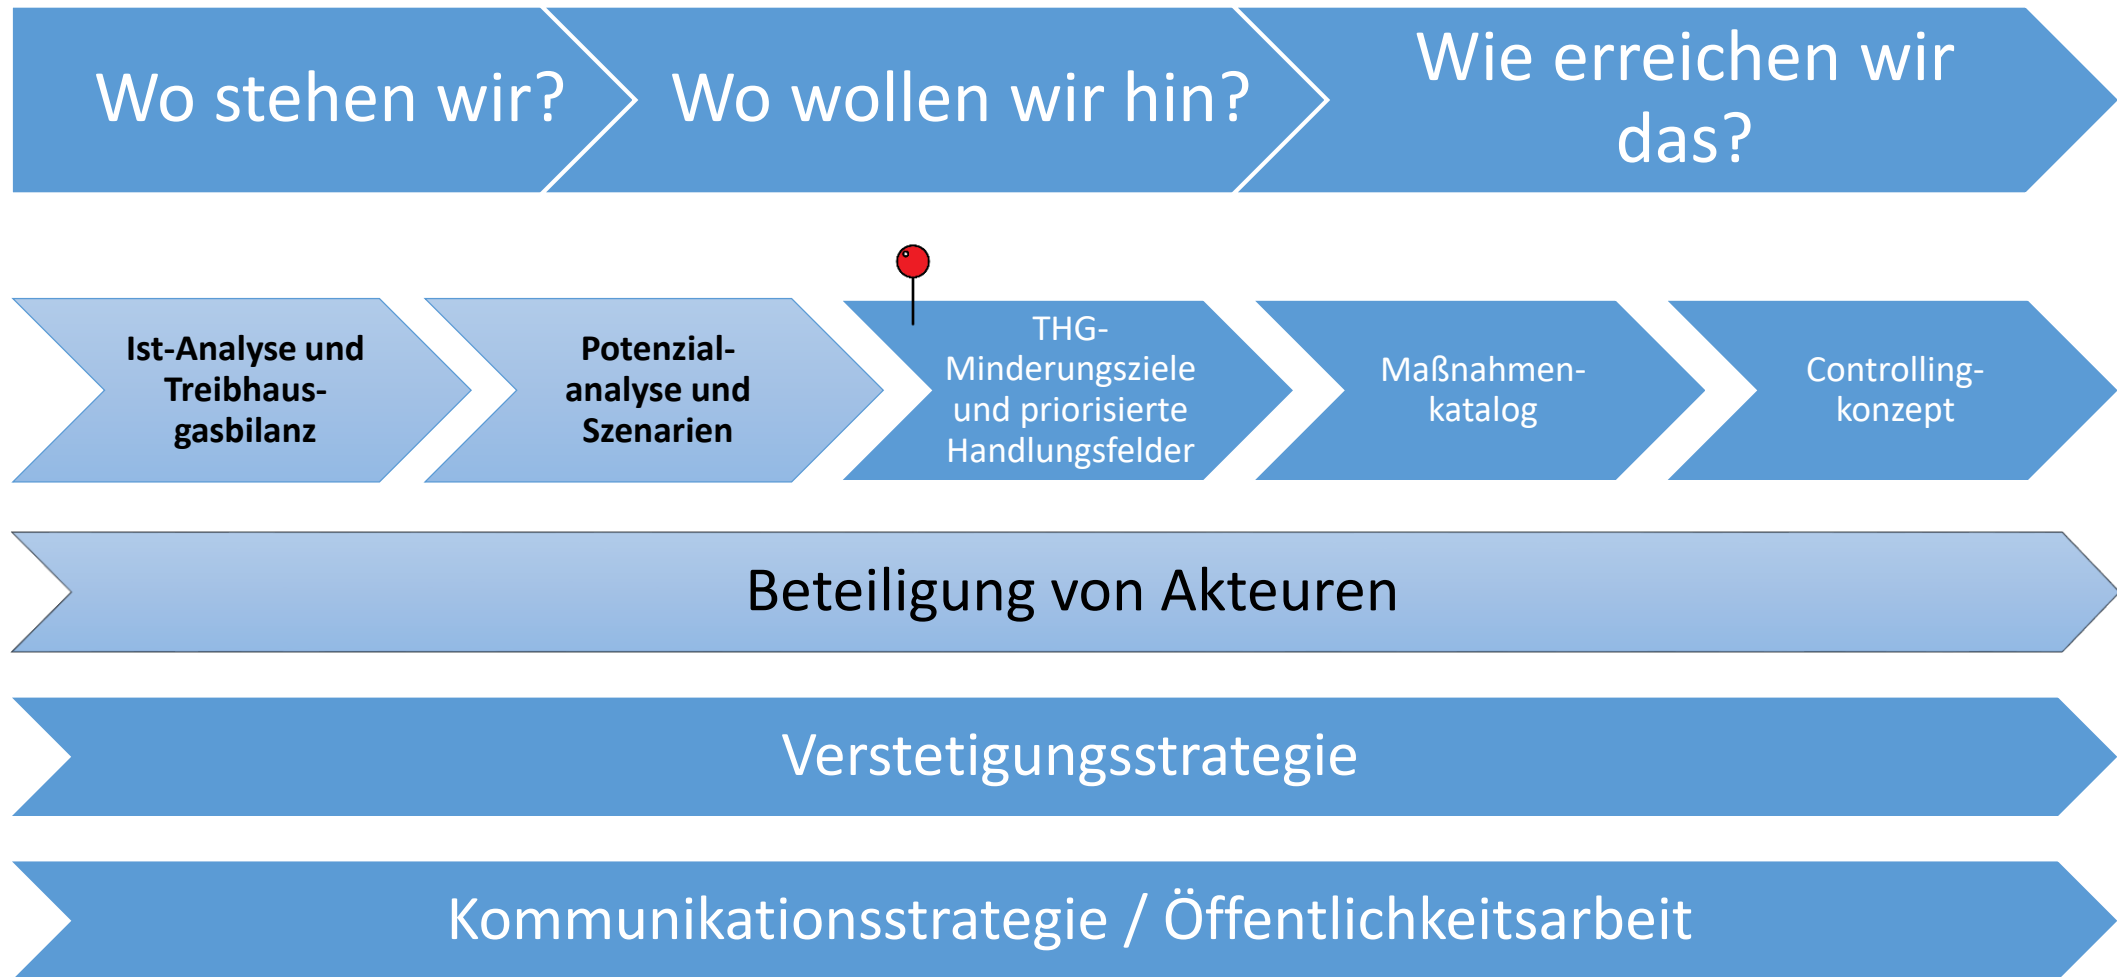 Wo stehen wir?
Wo wollen wir hin?
Wie erreichen wir
das?
Ist-Analyse und
Treibhaus-
gasbilanz
Potenzial-
analyse und
Szenarien
THG-
Minderungsziele
und priorisierte
Handlungsfelder
Maßnahmen-
katalog
Controlling-
konzept
Beteiligung von Akteuren
Verstetigungsstrategie
Kommunikationsstrategie / Öffentlichkeitsarbeit